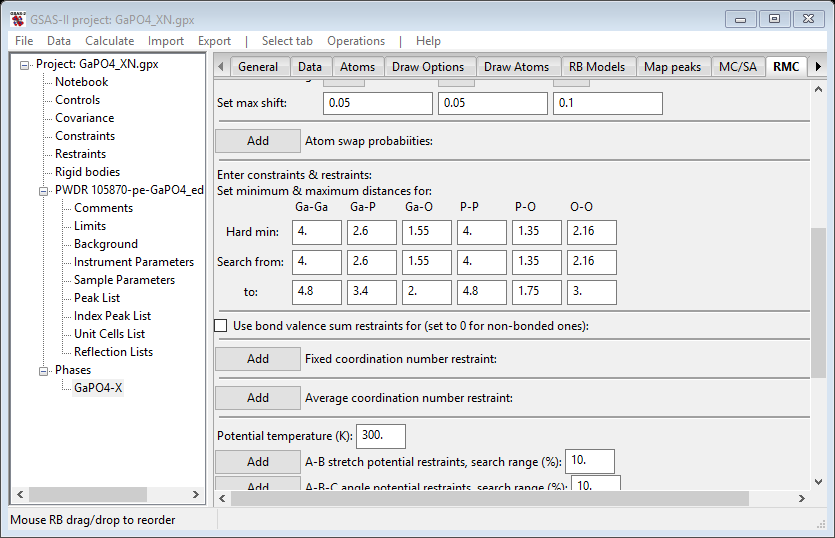 GSAS-II project: GaPO4_XN.gpx
File Data Calculate Import Export | Select tab Operations | Help
Project: GaPO4_XN.gpx
Notebook
Controls
Covariance
Constraints
Restraints
Rigid bodies
PWDR 105870-pe-GaPO4_ed
Comments
Limits
Background
Instrument Parameters
Sample Parameters
Peak List
Index Peak List
Unit Cells List
Reflection Lists
Phases
GaPO4-X
General Data Atoms Draw Options Draw Atoms RB Models Map peaks MC/SA RMC
Set max shift: 0.05 0.05 0.1
Add Atom swap probabiities:
Enter constraints & restraints:
Set minimum & maximum distances for:
Ga-Ga Ga-P Ga-O P-P P-O O-O
Hard min: 4. 2.6 1.55 4. 1.35 2.16
Search from: 4. 2.6 1.55 4. 1.35 2.16
to: 4.8 3.4 2. 4.8 1.75 3.
Use bond valence sum restraints for (set to 0 for non-bonded ones):
Add Fixed coordination number restraint:
Add Average coordination number restraint:
Potential temperature (K): 300.
Add A-B stretch potential restraints, search range (%): 10.
Add A-B-C angle potential restraints, search range (%): 10.
Mouse RB drag/drop to reorder